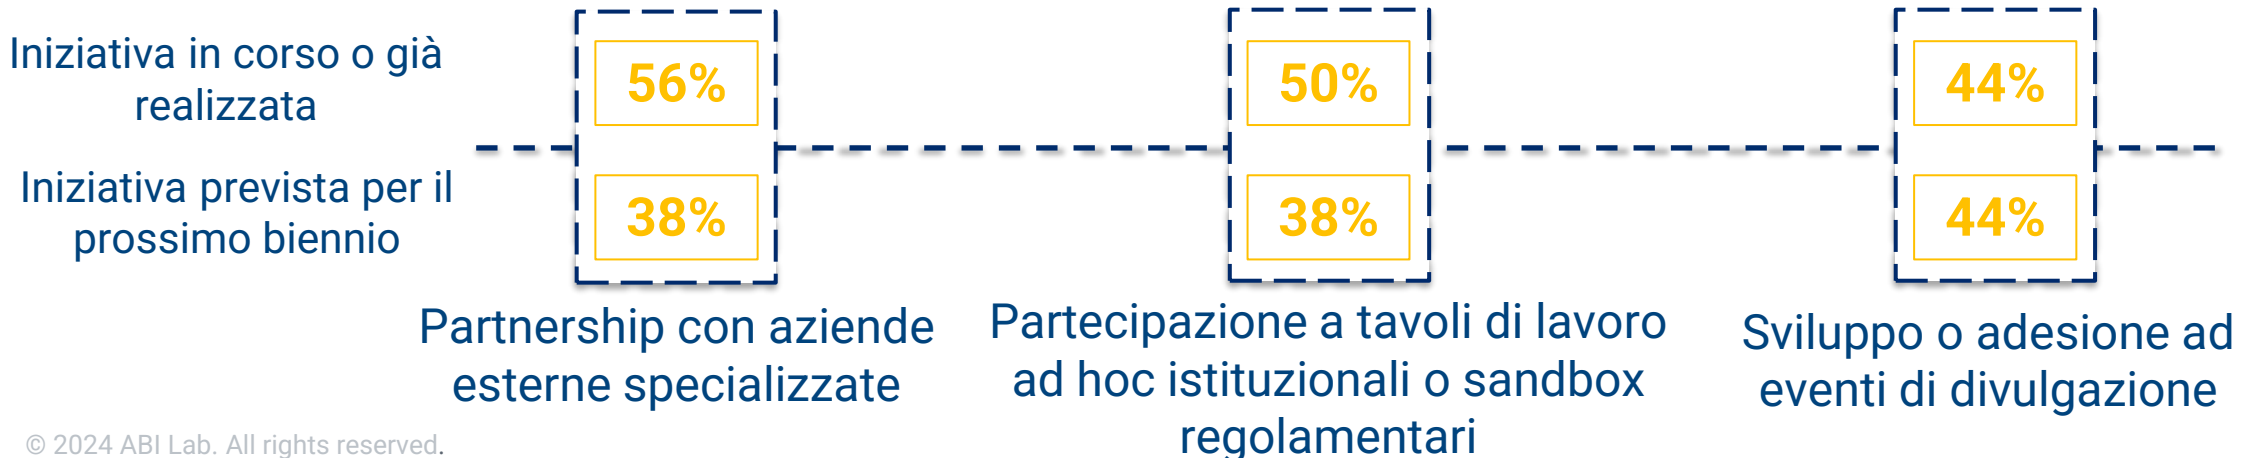 Iniziativa in corso o già
realizzata
56%
50%
44%
Iniziativa prevista per il
prossimo biennio
38%
38%
44%
Partnership con aziende
esterne specializzate
Partecipazione a tavoli di lavoro
ad hoc istituzionali o sandbox
regolamentari
Sviluppo o adesione ad
eventi di divulgazione
© 2024 ABI Lab. All rights reserved.